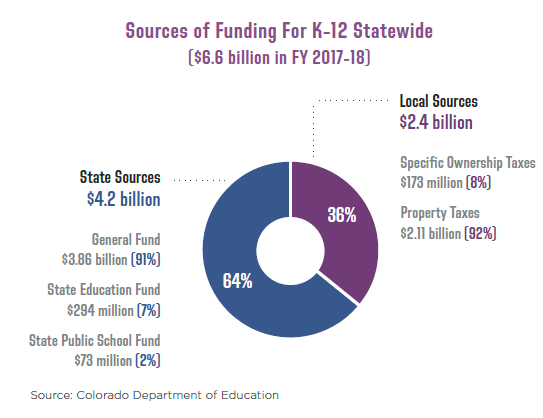 Sources of Funding For K-12 Statewide
($6.6 billion in FY 2017-18)
Local Sources
$2.4 billion
Specific Ownership Taxes
$173 million (8%)
Property Taxes
$2.11 billion (92%)
36%
State Sources
$4.2 billion
General Fund
$3.86 billion (91%)
State Education Fund
$294 million (7%)
State Public School Fund
$73 million (2%)
64%
Source: Colorado Department of Education